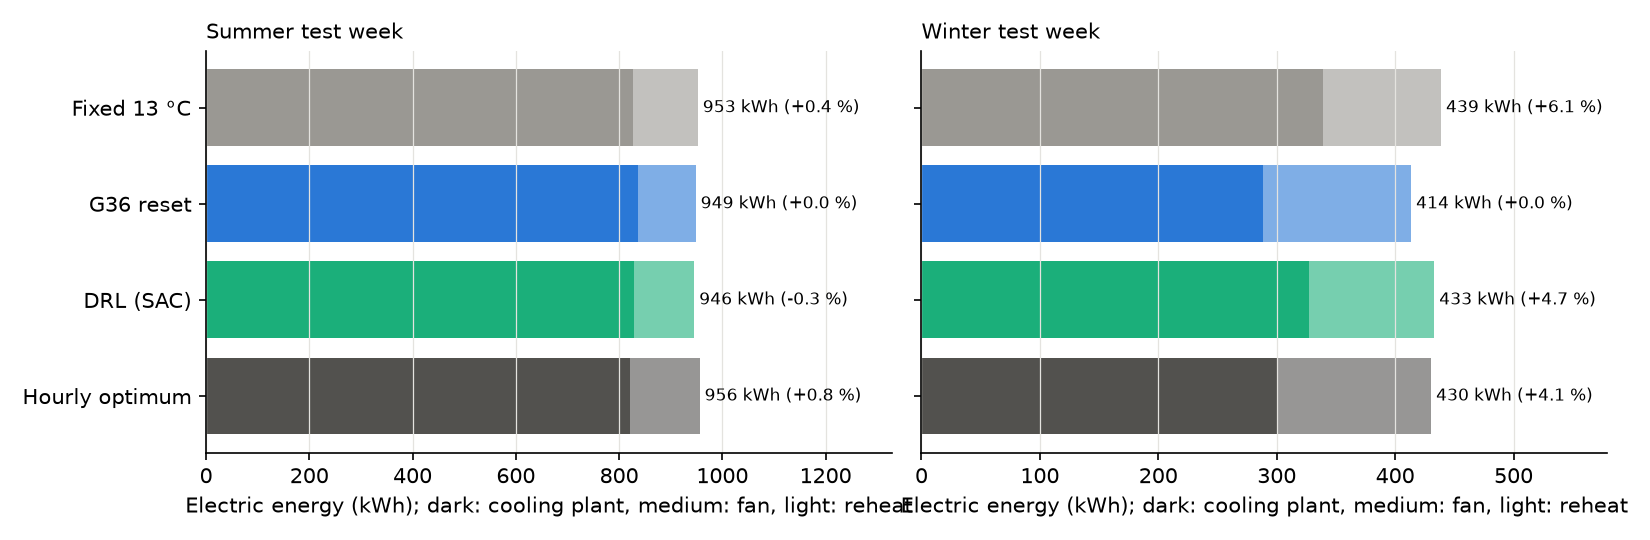 Summer test week
Winter test week
Fixed 13 °C
953 kWh (+0.4 %)
439 kWh (+6.1 %)
G36 reset
949 kWh (+0.0 %)
414 kWh (+0.0 %)
DRL (SAC)
946 kWh (-0.3 %)
433 kWh (+4.7 %)
Hourly optimum
956 kWh (+0.8 %)
430 kWh (+4.1 %)
0 200 400 600 800 1000 1200
0 100 200 300 400 500
Electric energy (kWh); dark: cooling plant, medium: fan, light: reheat
Electric energy (kWh); dark: cooling plant, medium: fan, light: reheat